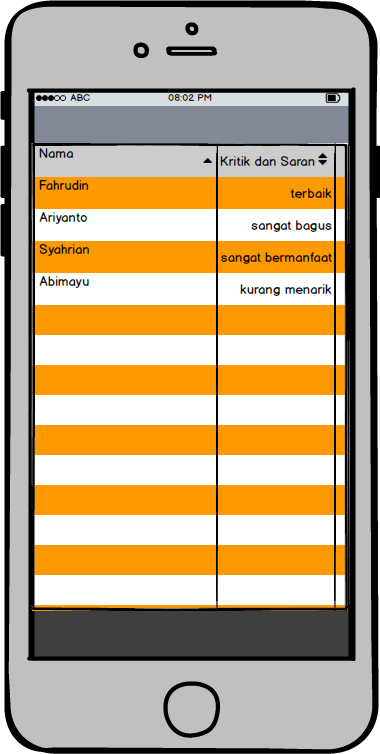 ABC 08:02 PM
Nama Kritik dan Saran
Fahrudin terbaik
Ariyanto sangat bagus
Syahrian sangat bermanfaat
Abimayu kurang menarik